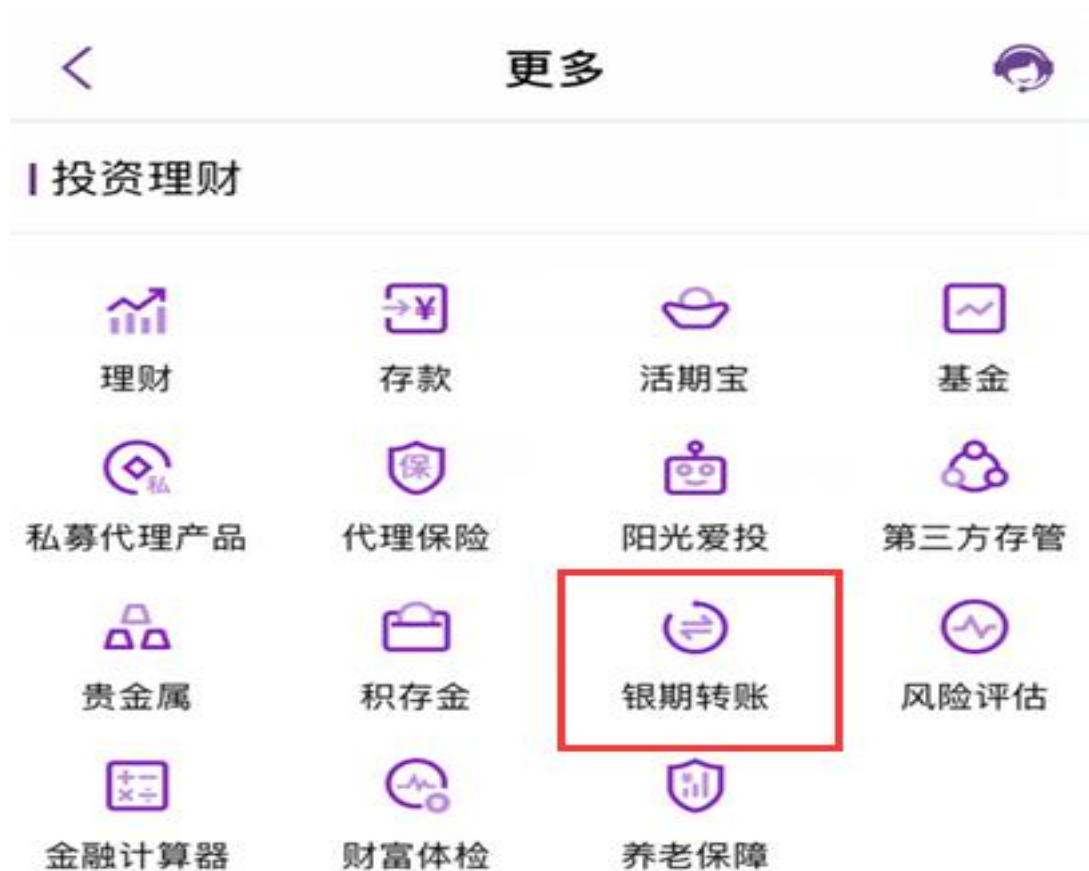 更多
投资理财
¥
理财 存款 活期宝 基金
私 保
私募代理产品 代理保险 阳光爱投 第三方存管
贵金属 积存金 银期转账 风险评估
+ − × ÷ ¥
金融计算器 财富体检 养老保障